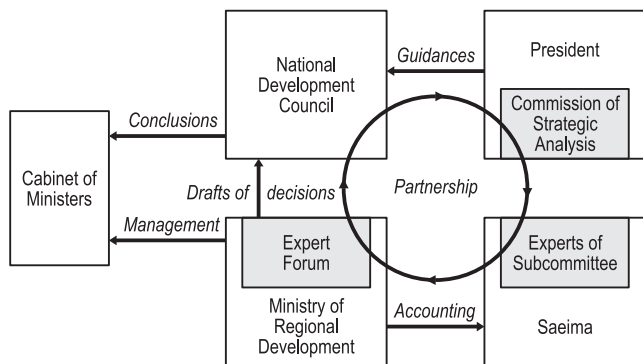 National
Development
Council
Guidances
President
Commission of
Strategic
Analysis
Conclusions
Cabinet of
Ministers
Drafts of decisions
Partnership
Management
Expert
Forum
Experts of
Subcommittee
Ministry of
Regional
Development
Accounting
Saeima